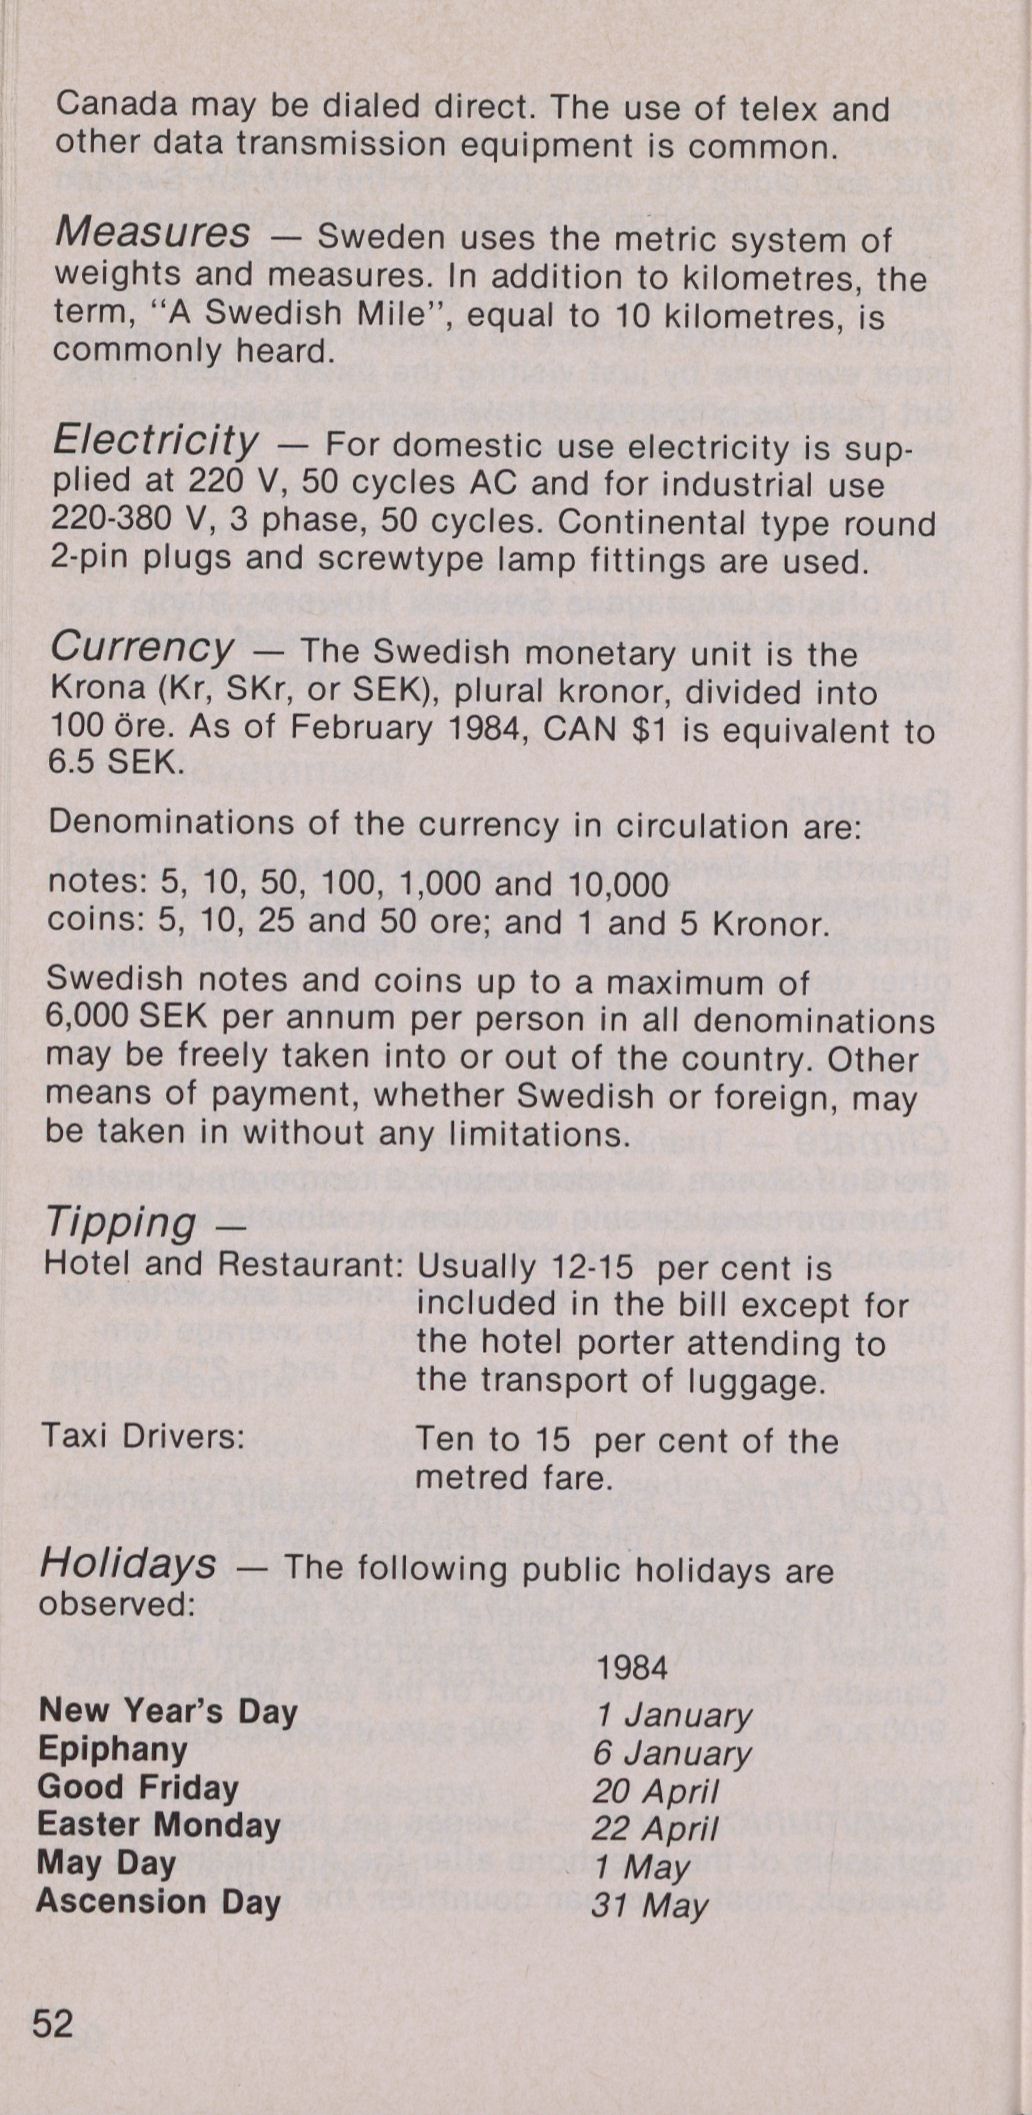 Canada may be dialed direct. The use of telex and
other data transmission equipment is common.
Measures — Sweden uses the metric system of
weights and measures. In addition to kilometres, the
term, "A Swedish Mile", equal to 10 kilometres, is
commonly heard.
Electricity — For domestic use electricity is sup-
plied at 220 V, 50 cycles AC and for industrial use
220-380 V, 3 phase, 50 cycles. Continental type round
2-pin plugs and screwtype lamp fittings are used.
Currency — The Swedish monetary unit is the
Krona (Kr, SKr, or SEK), plural kronor, divided into
100 öre. As of February 1984, CAN $1 is equivalent to
6.5 SEK.
Denominations of the currency in circulation are:
notes: 5, 10, 50, 100, 1,000 and 10,000
coins: 5, 10, 25 and 50 ore; and 1 and 5 Kronor.
Swedish notes and coins up to a maximum of
6,000 SEK per annum per person in all denominations
may be freely taken into or out of the country. Other
means of payment, whether Swedish or foreign, may
be taken in without any limitations.
Tipping —
Hotel and Restaurant: Usually 12-15 per cent is
included in the bill except for
the hotel porter attending to
the transport of luggage.
Taxi Drivers: Ten to 15 per cent of the
metred fare.
Holidays — The following public holidays are
observed:
1984
New Year's Day 1 January
Epiphany 6 January
Good Friday 20 April
Easter Monday 22 April
May Day 1 May
Ascension Day 31 May
52